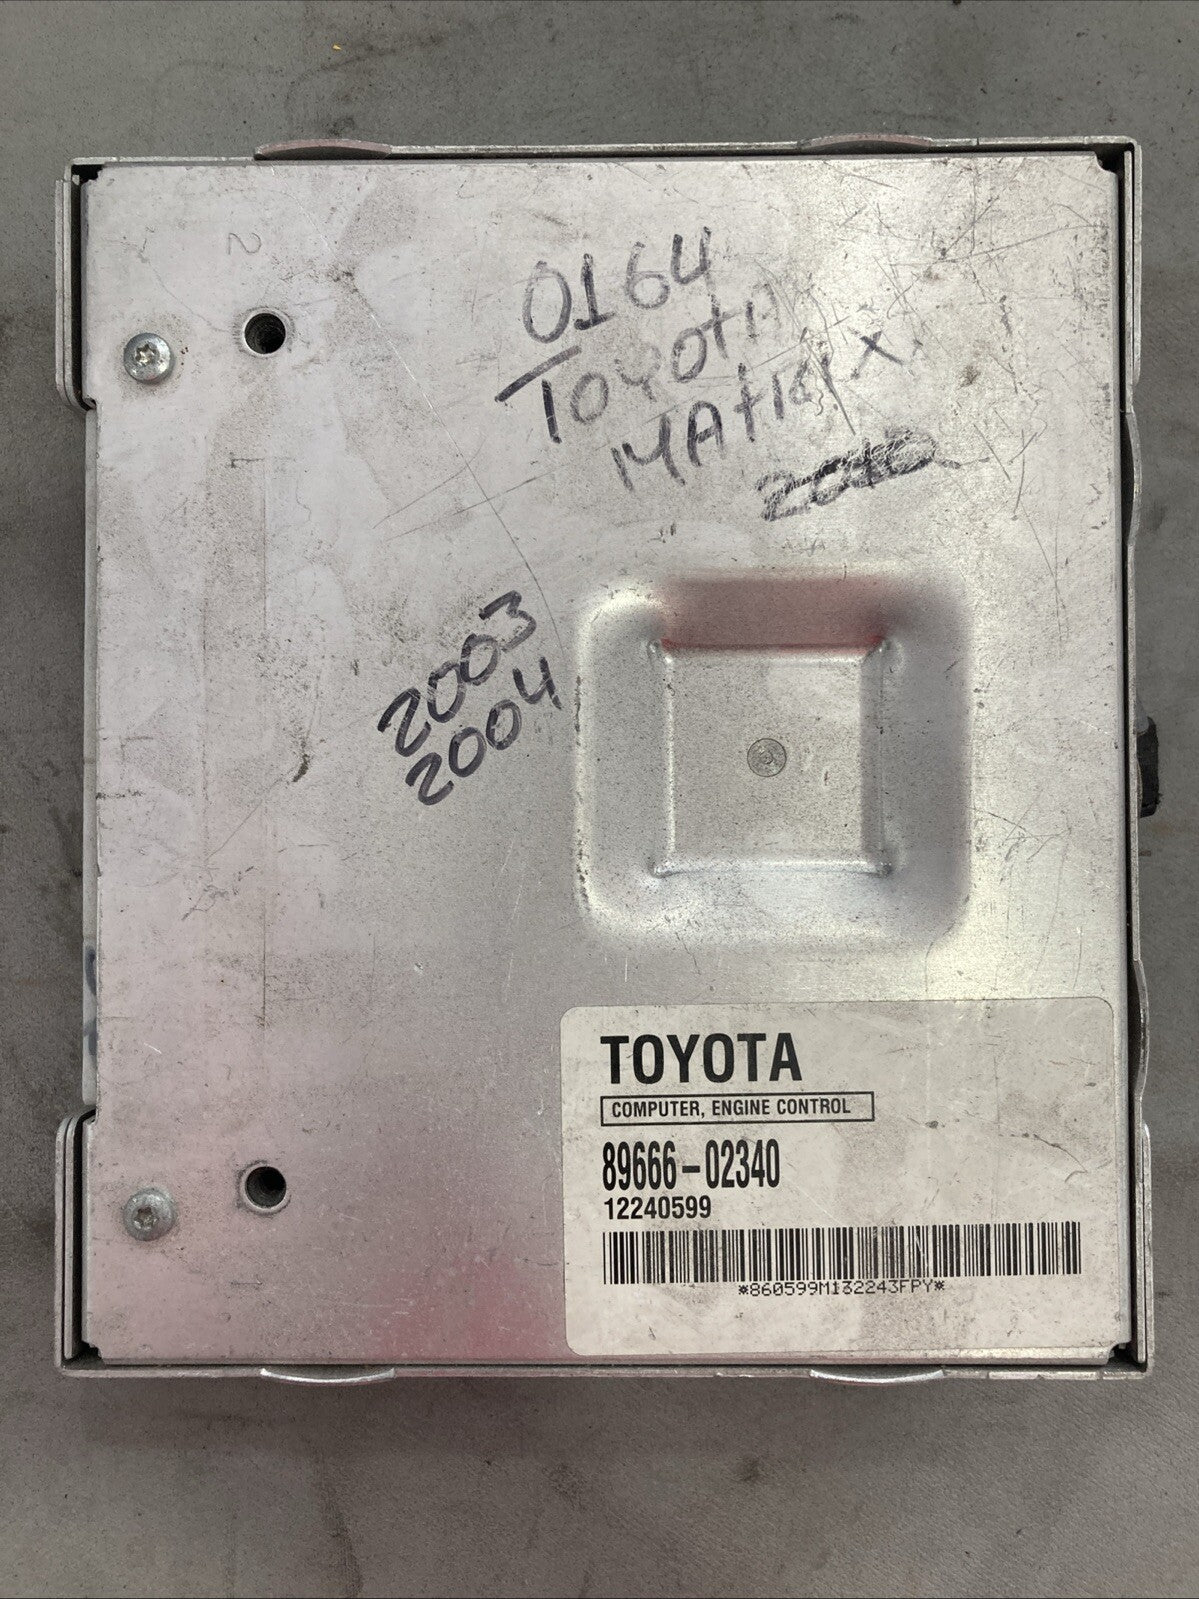 2
0164
TOYOTA
MATRIX
2003
2004
TOYOTA
COMPUTER, ENGINE CONTROL
89666-02340
12240599
*860599M132243FPY*